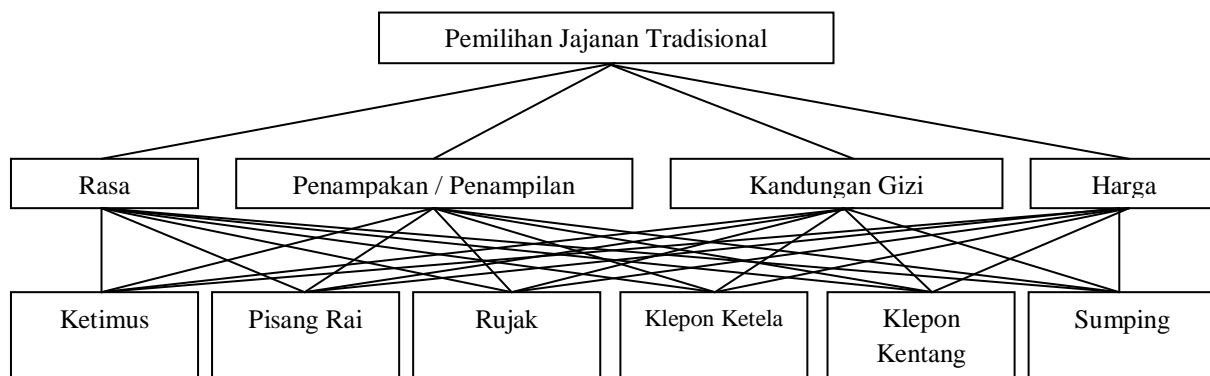 Pemilihan Jajanan Tradisional
Rasa
Penampakan / Penampilan
Kandungan Gizi
Harga
Ketimus
Pisang Rai
Rujak
Klepon Ketela
Klepon
Kentang
Sumping